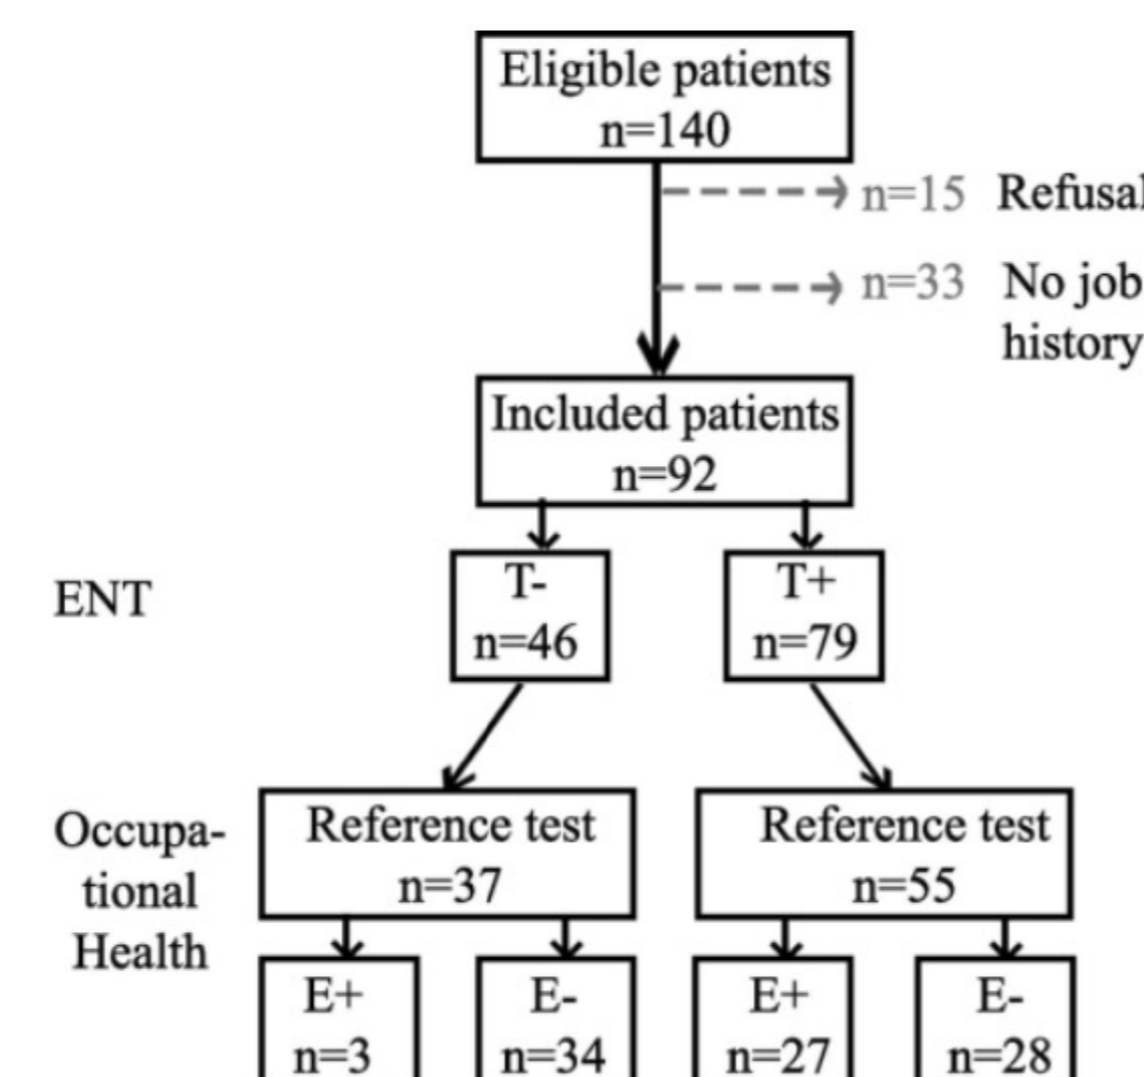 Eligible patients
n=140
n=15 Refusal
n=33 No job
history
Included patients
n=92
ENT
T-
n=46
T+
n=79
Occupa-
tional
Health
Reference test
n=37
Reference test
n=55
E+
n=3
E-
n=34
E+
n=27
E-
n=28